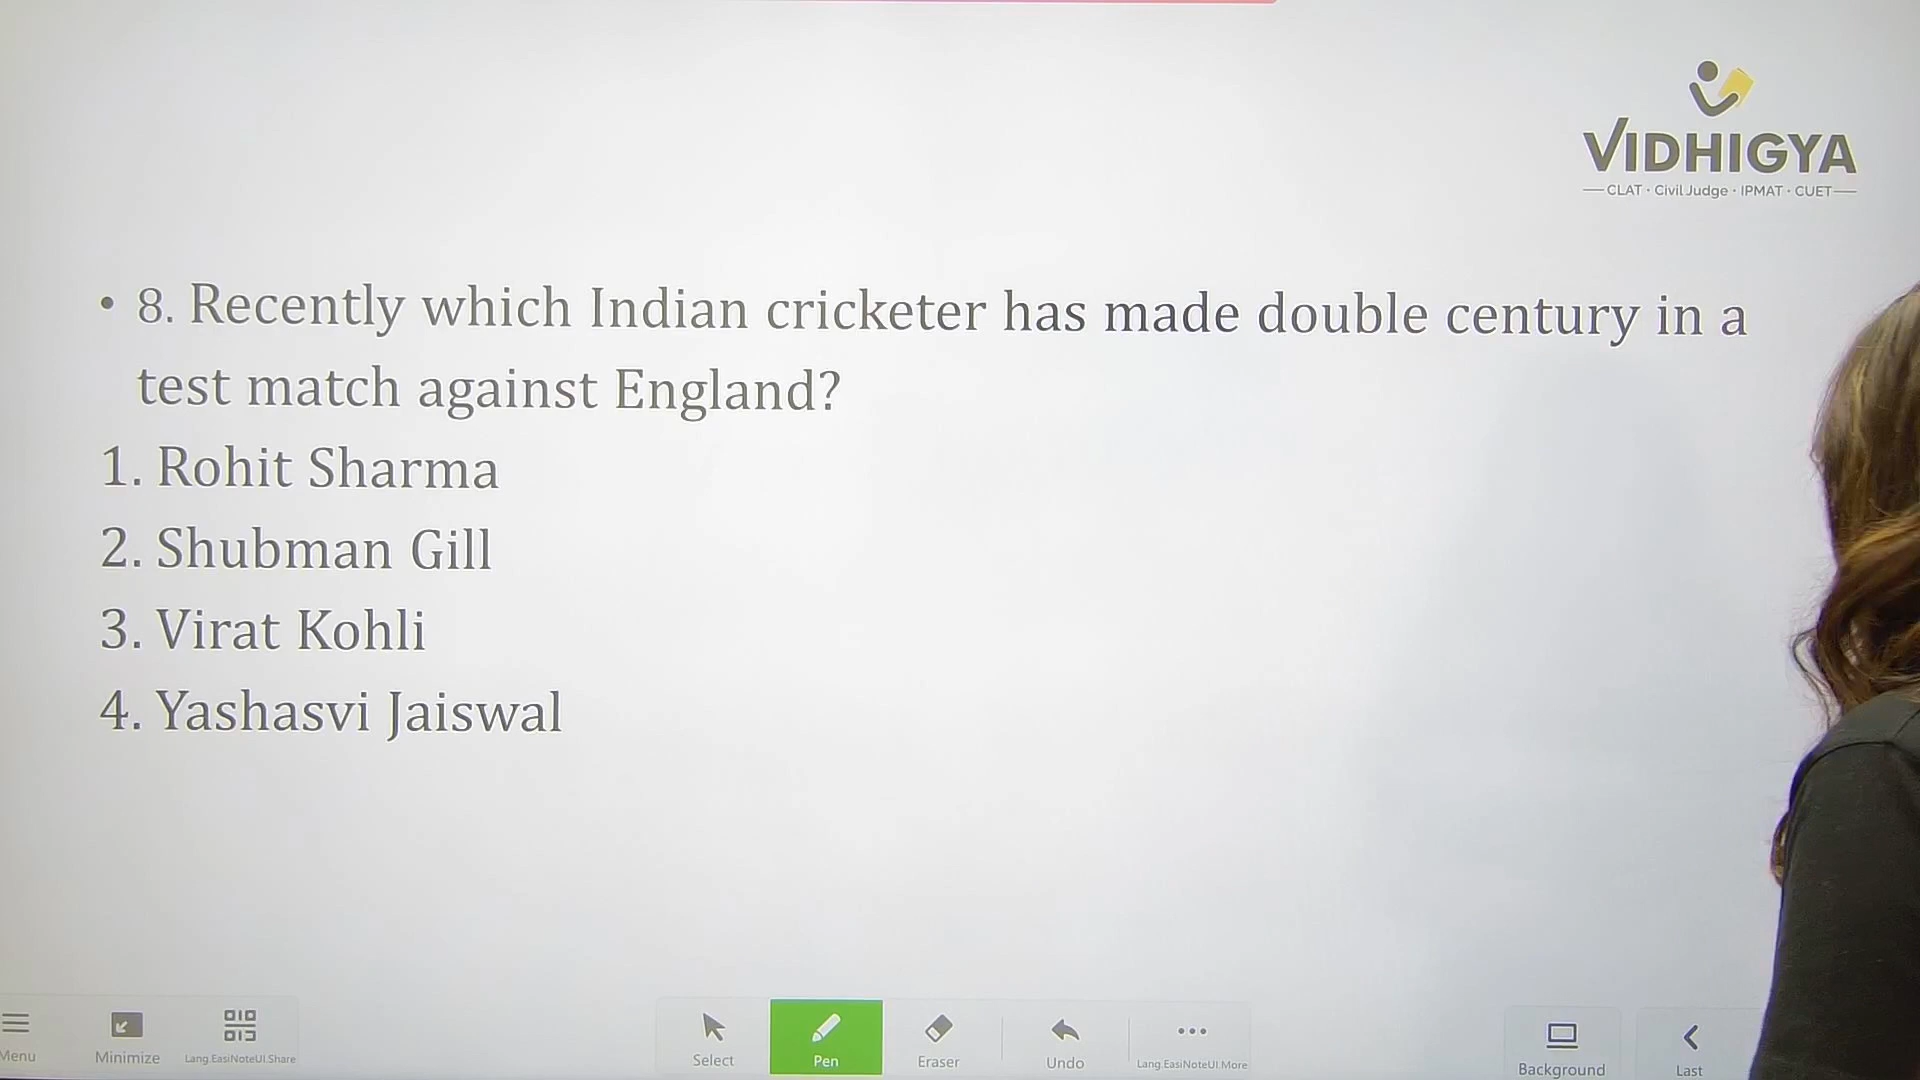 VIDHIGYA
CLAT · Civil Judge · IPMAT · CUET
• 8. Recently which Indian cricketer has made double century in a
test match against England?
1. Rohit Sharma
2. Shubman Gill
3. Virat Kohli
4. Yashasvi Jaiswal
Menu Minimize Lang.EasiNoteUI.Share Select Pen Eraser Undo Lang.EasiNoteUI.More Background Last